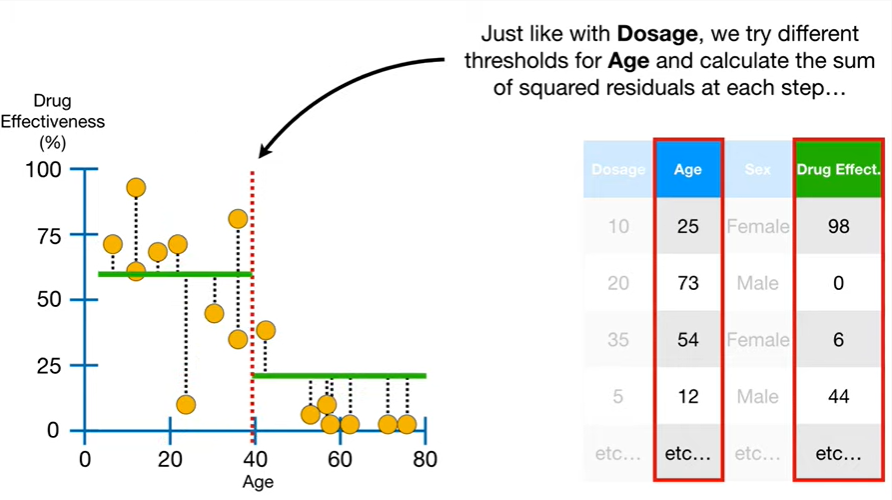 Just like with Dosage, we try different
thresholds for Age and calculate the sum
of squared residuals at each step…
Drug
Effectiveness
(%)
100
75
50
25
0
0 20 40 60 80
Age
Dosage Age Sex Drug Effect.
10 25 Female 98
20 73 Male 0
35 54 Female 6
5 12 Male 44
etc… etc… etc… etc…